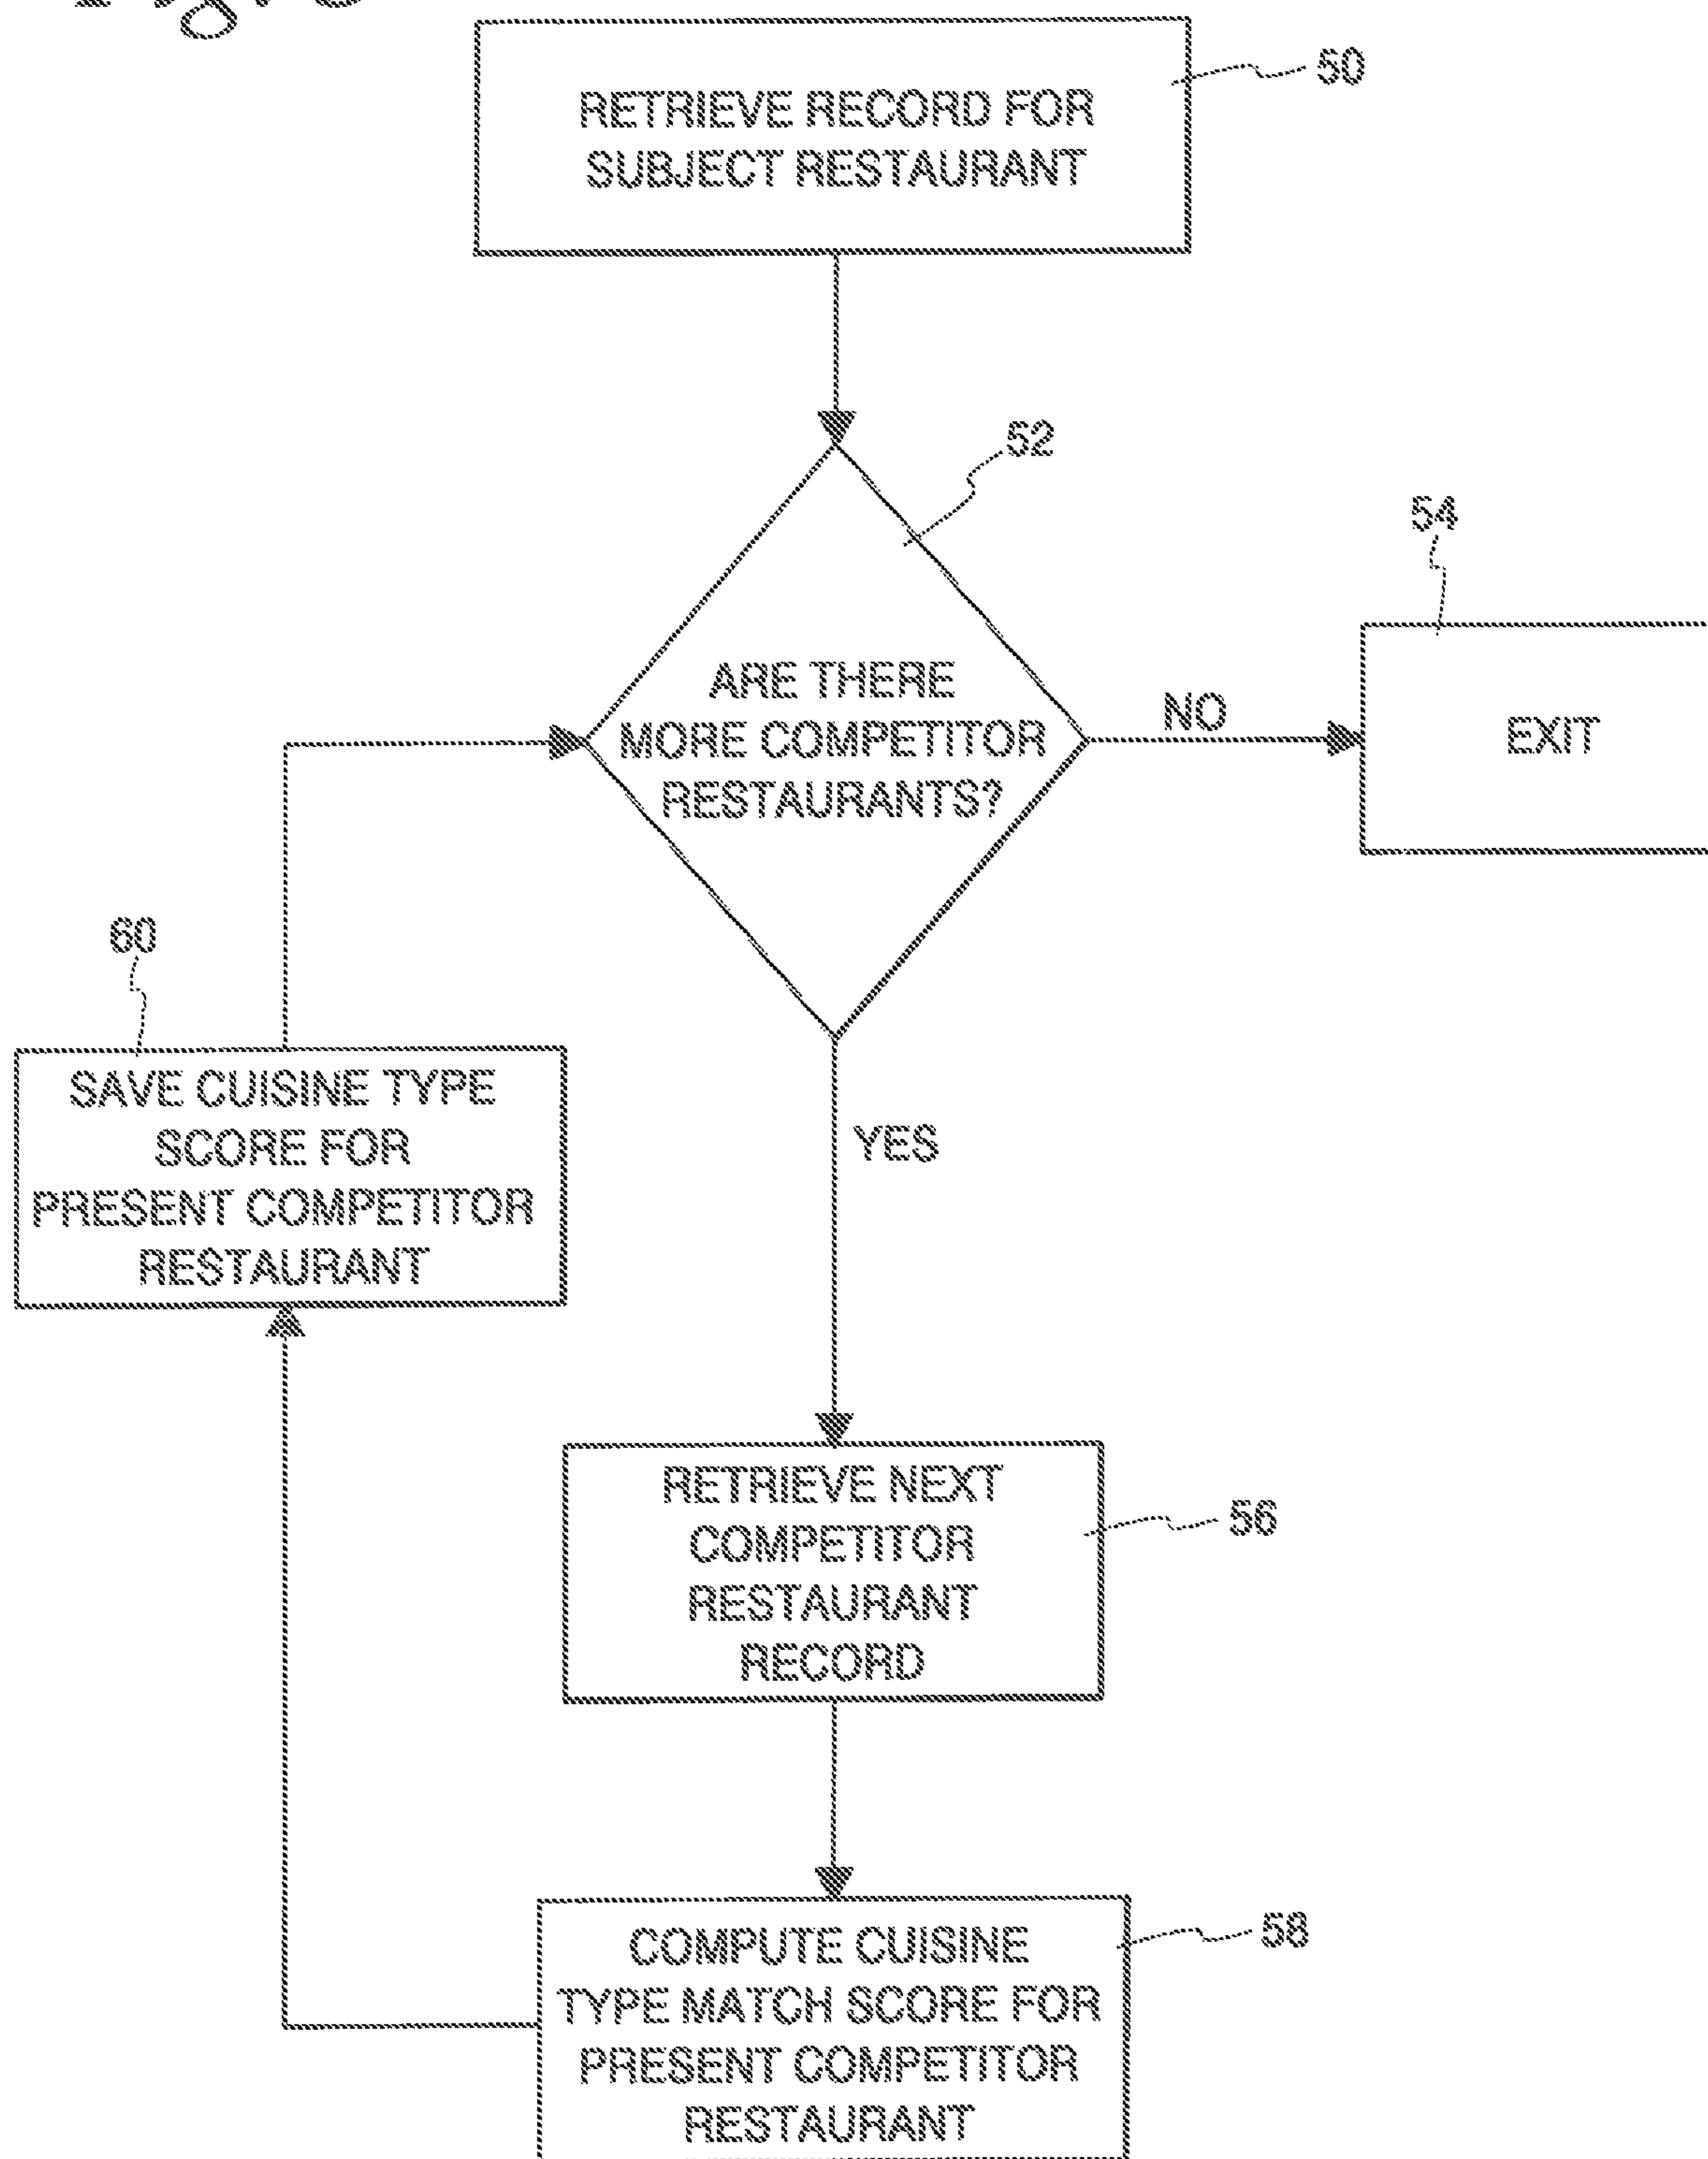 RETRIEVE RECORD FOR
SUBJECT RESTAURANT
50
52
ARE THERE
MORE COMPETITOR
RESTAURANTS?
NO
54
EXIT
60
SAVE CUISINE TYPE
SCORE FOR
PRESENT COMPETITOR
RESTAURANT
YES
RETRIEVE NEXT
COMPETITOR
RESTAURANT
RECORD
56
COMPUTE CUISINE
TYPE MATCH SCORE FOR
PRESENT COMPETITOR
RESTAURANT
58